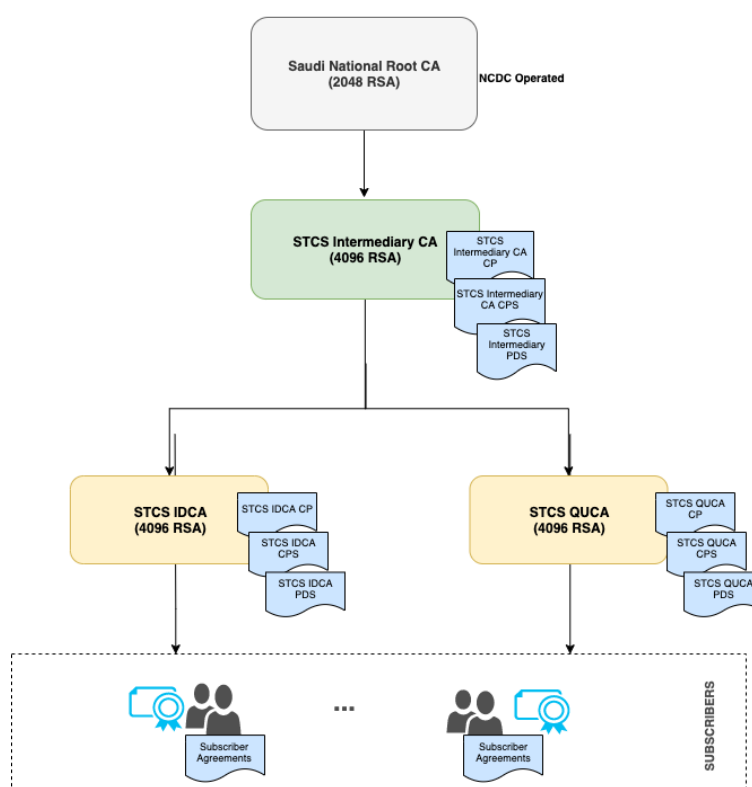 Saudi National Root CA
(2048 RSA)
NCDC Operated
STCS Intermediary CA
(4096 RSA)
STCS
Intermediary CA
CP
STCS Intermediary
CA CPS
STCS
Intermediary
PDS
STCS IDCA
(4096 RSA)
STCS IDCA CP
STCS IDCA
CPS
STCS IDCA
PDS
STCS QUCA
(4096 RSA)
STCS QUCA
CP
STCS QUCA
CPS
STCS QUCA
PDS
...
Subscriber
Agreements
Subscriber
Agreements
SUBSCRIBERS